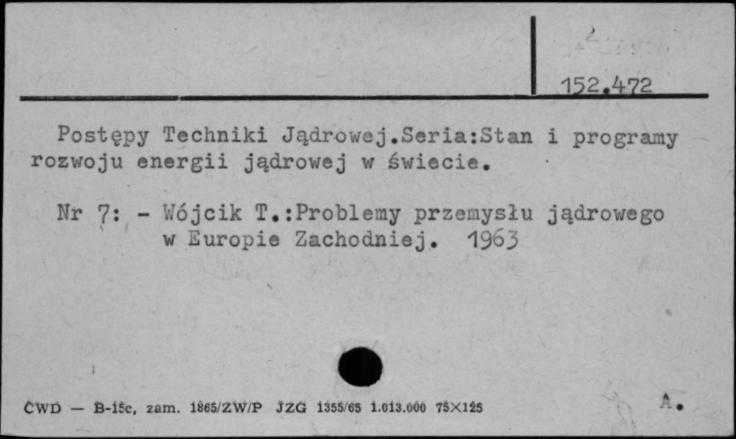 152.472
Postępy Techniki Jądrowej.Seria:Stan i programy
rozwoju energii jądrowej w świecie.
Nr 7: - Wójcik T.:Problemy przemysłu jądrowego
w Europie Zachodniej. 1963
CWD — B-15c, zam. 1865/ZW/P JZG 1355/65 1.013.000 75X125
A.